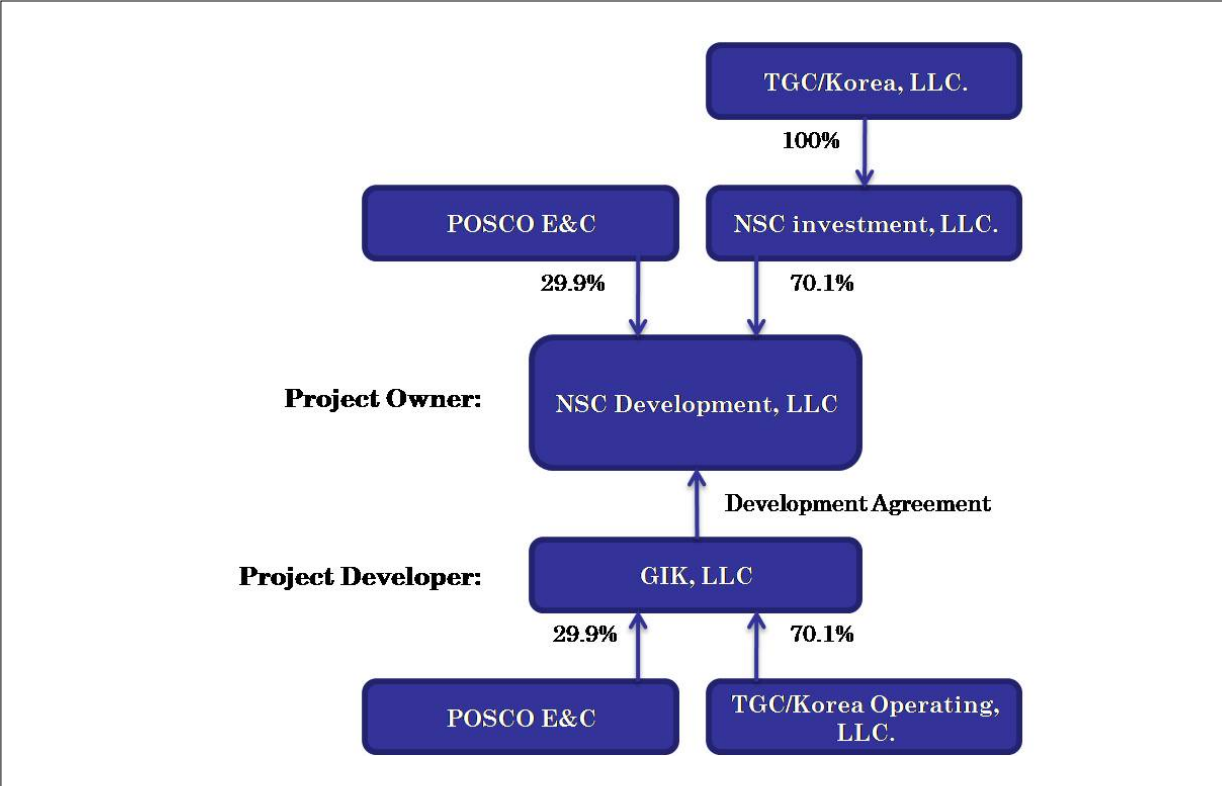 TGC/Korea, LLC.
100%
POSCO E&C
NSC investment, LLC.
29.9%
70.1%
Project Owner:
NSC Development, LLC
Development Agreement
Project Developer:
GIK, LLC
29.9%
70.1%
POSCO E&C
TGC/Korea Operating,
LLC.